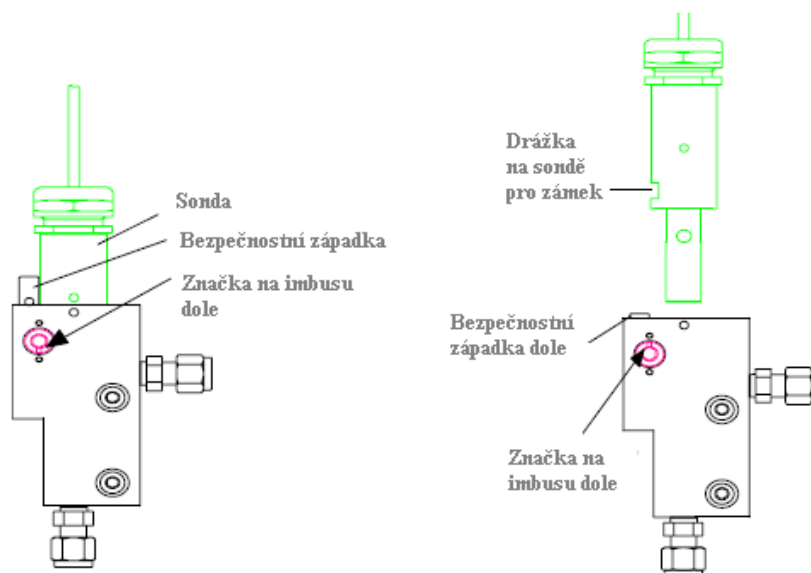 Sonda
Bezpečnostní západka
Značka na imbusu
dole
Drážka
na sondě
pro zámek
Bezpečnostní
západka dole
Značka na
imbusu dole